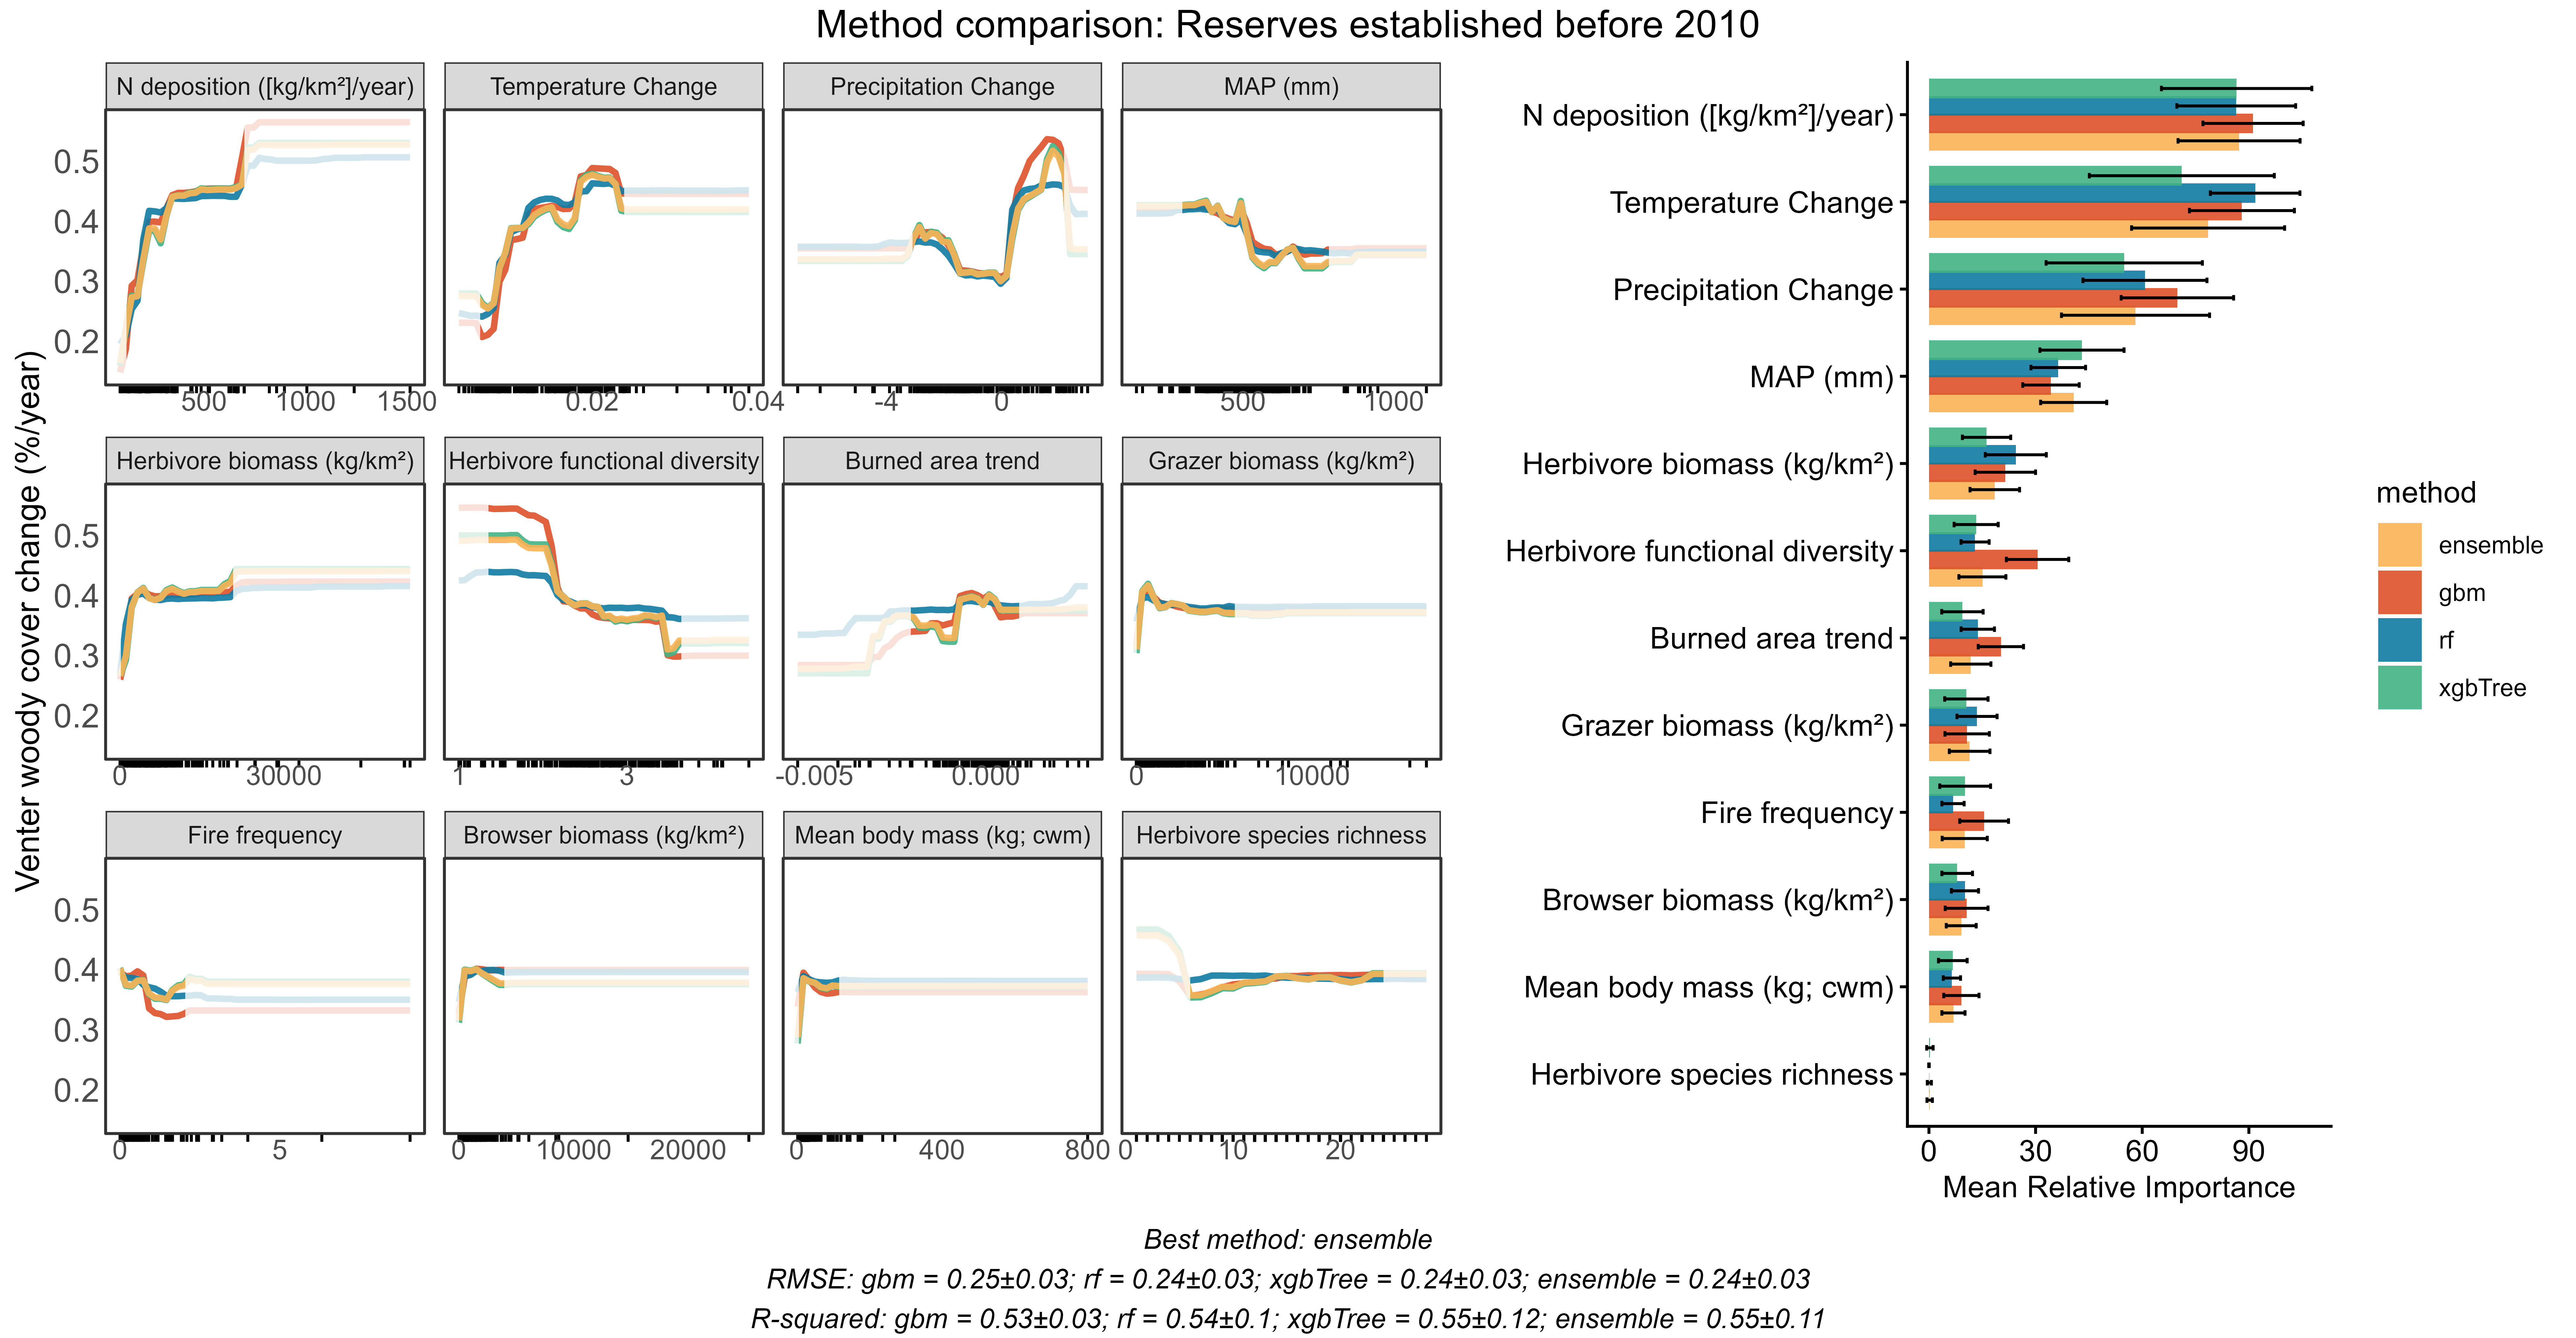 Method comparison: Reserves established before 2010
Venter woody cover change (%/year)
N deposition ([kg/km²]/year)
Temperature Change
Precipitation Change
MAP (mm)
0.5
0.4
0.3
0.2
500 1000 1500
0.02 0.04
-4 0
500 1000
Herbivore biomass (kg/km²)
Herbivore functional diversity
Burned area trend
Grazer biomass (kg/km²)
0.5
0.4
0.3
0.2
0 30000
1 3
-0.005 0.000
0 10000
Fire frequency
Browser biomass (kg/km²)
Mean body mass (kg; cwm)
Herbivore species richness
0.5
0.4
0.3
0.2
0 5
0 10000 20000
0 400 800
0 10 20
N deposition ([kg/km²]/year)
Temperature Change
Precipitation Change
MAP (mm)
Herbivore biomass (kg/km²)
Herbivore functional diversity
Burned area trend
Grazer biomass (kg/km²)
Fire frequency
Browser biomass (kg/km²)
Mean body mass (kg; cwm)
Herbivore species richness
0 30 60 90
Mean Relative Importance
method
ensemble
gbm
rf
xgbTree
Best method: ensemble
RMSE: gbm = 0.25±0.03; rf = 0.24±0.03; xgbTree = 0.24±0.03; ensemble = 0.24±0.03
R-squared: gbm = 0.53±0.03; rf = 0.54±0.1; xgbTree = 0.55±0.12; ensemble = 0.55±0.11